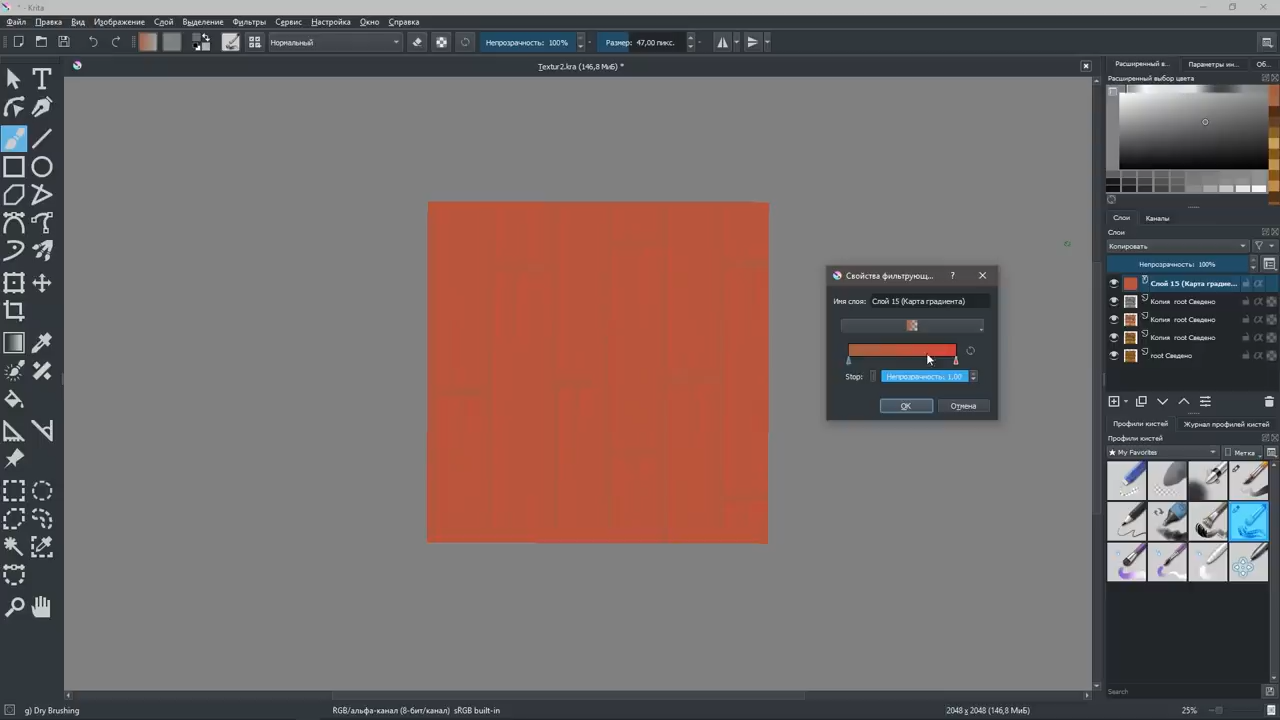 * - Krita
Файл Правка Вид Изображение Слой Выделение Фильтры Сервис Настройка Окно Справка
Нормальный
Непрозрачность: 100%
Размер: 47,00 пикс.
Textur2.kra (146,8 МиБ) *
Расширенный в... Параметры ин... Об...
Расширенный выбор цвета
Слои Каналы
Слои
Копировать
Непрозрачность: 100%
Слой 15 (Карта градие...
Копия root Сведено
Копия root Сведено
Копия root Сведено
root Сведено
Свойства фильтрующ... ?
Имя слоя: Слой 15 (Карта градиента)
Stop: Непрозрачность: 1,00
OK Отмена
Профили кистей Журнал профилей кистей
Профили кистей
★ My Favorites Метка
Search
g) Dry Brushing
RGB/альфа-канал (8-бит/канал) sRGB built-in
2048 x 2048 (146,8 МиБ)
25%